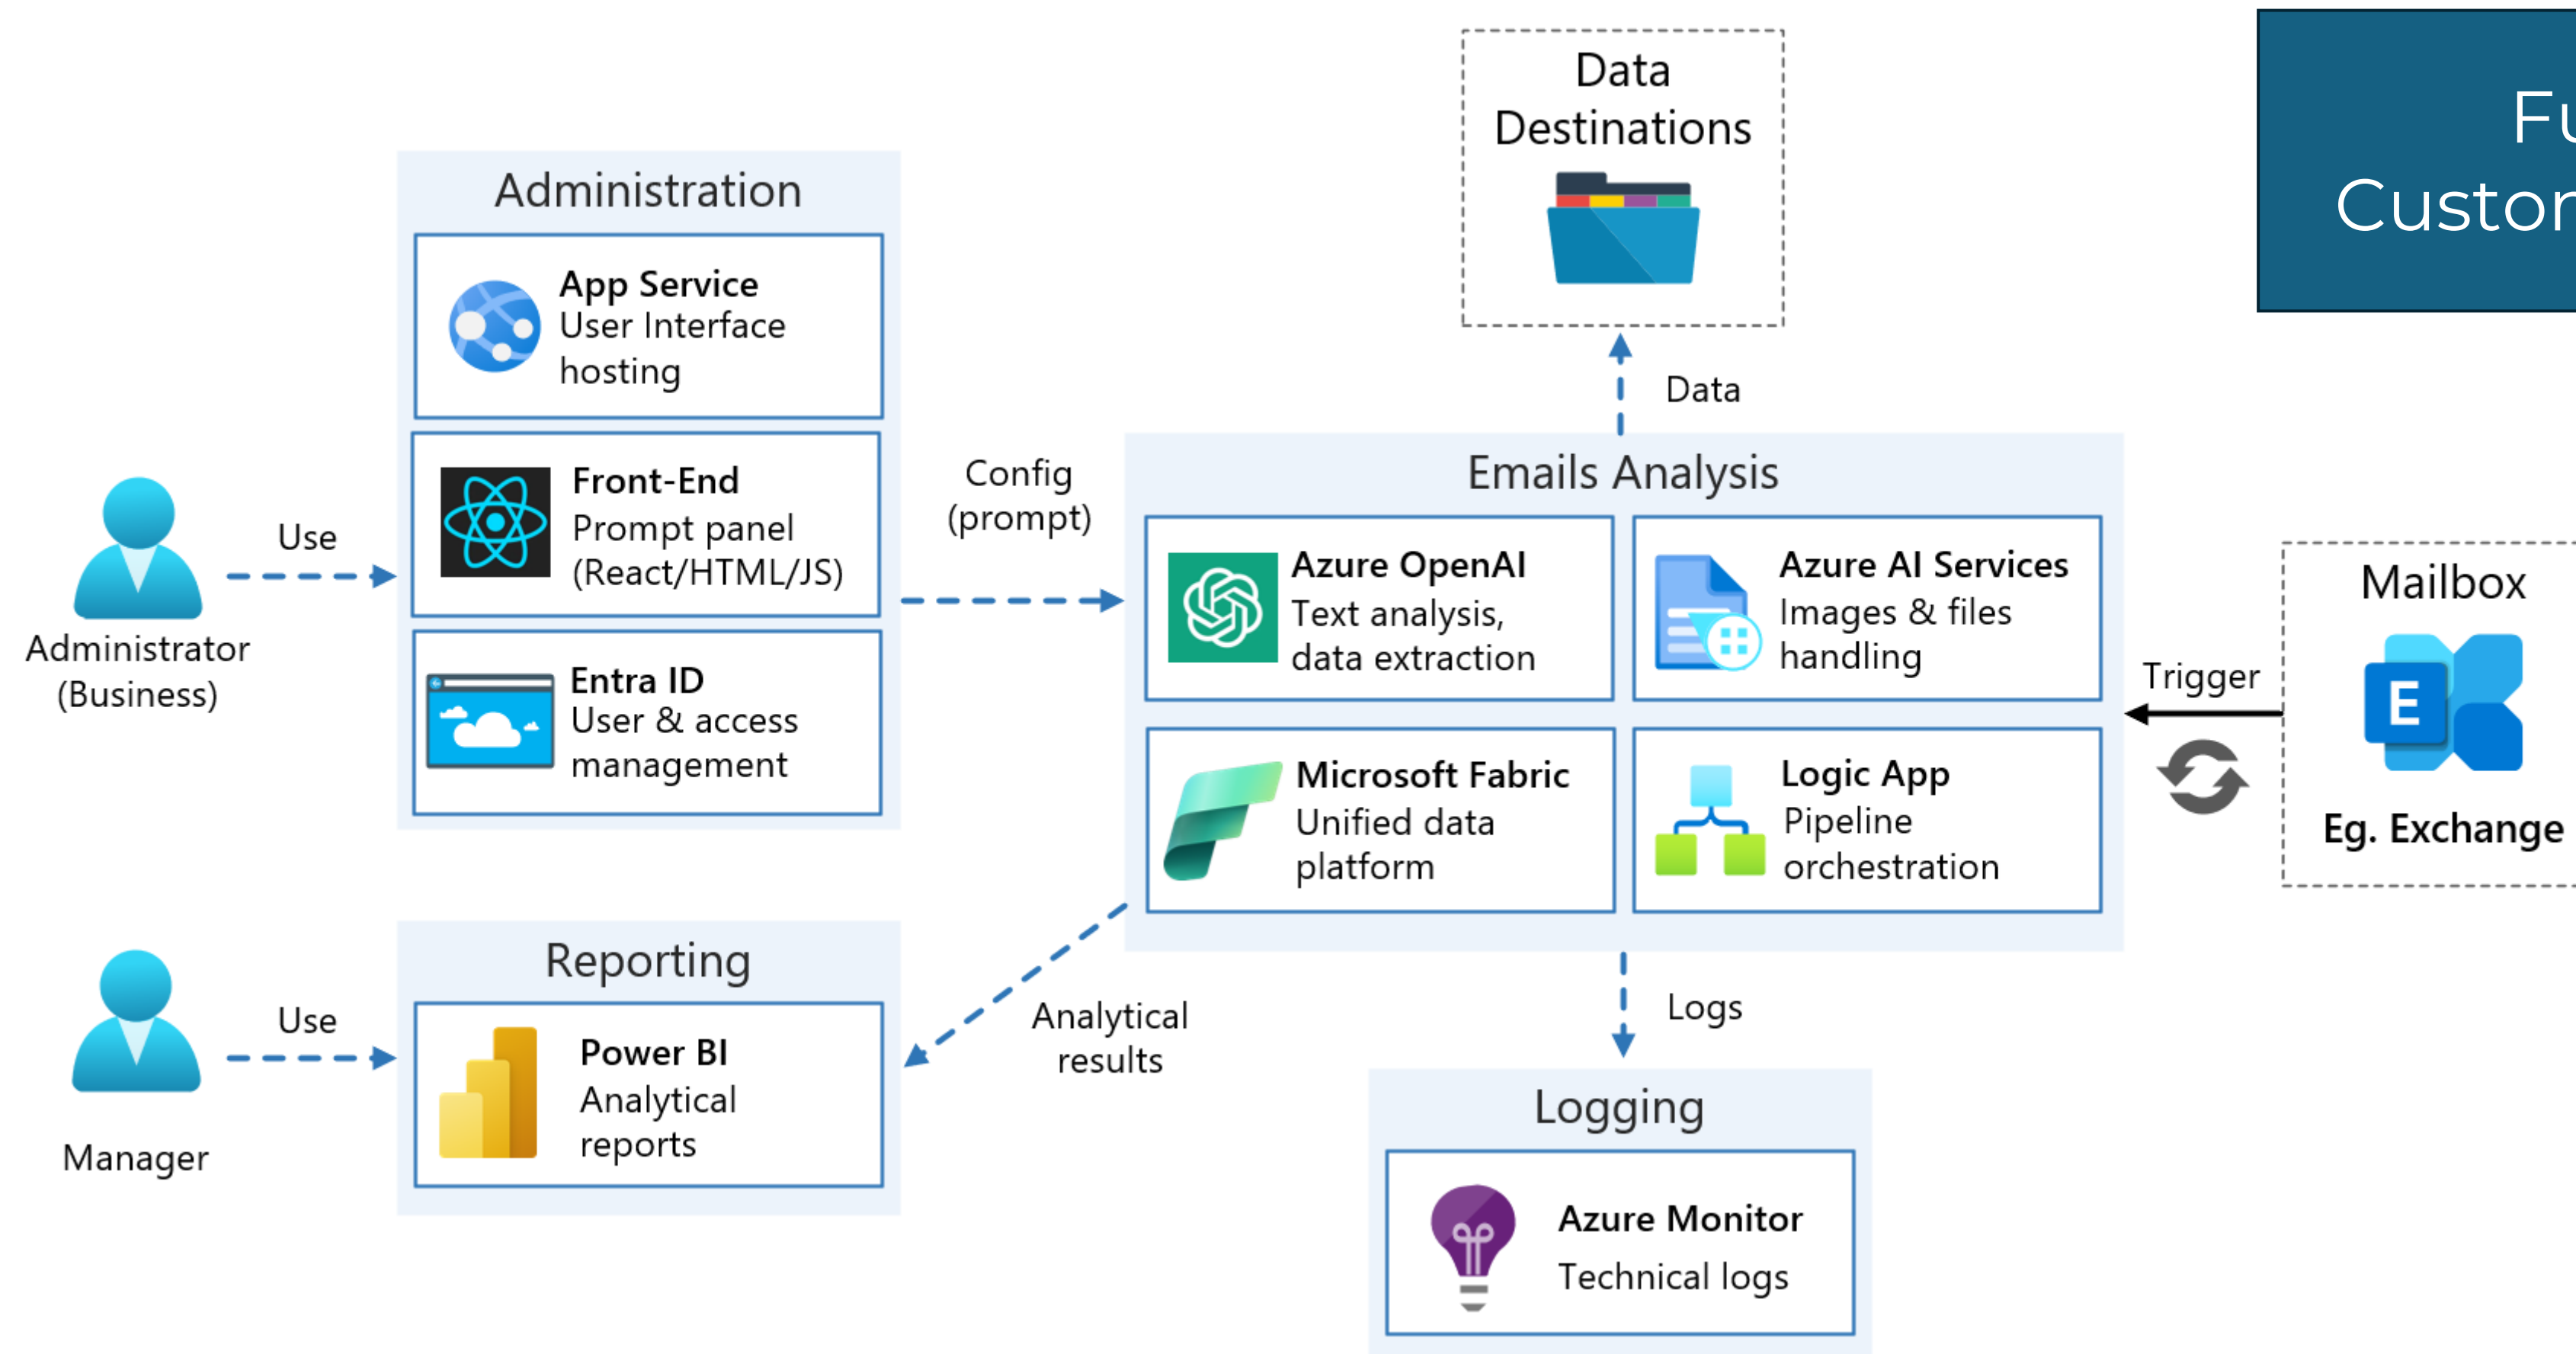 Data
Destinations
Administration
App Service
User Interface
hosting
Front-End
Prompt panel
(React/HTML/JS)
Entra ID
User & access
management
Use
Administrator
(Business)
Config
(prompt)
Data
Emails Analysis
Azure OpenAI
Text analysis,
data extraction
Azure AI Services
Images & files
handling
Microsoft Fabric
Unified data
platform
Logic App
Pipeline
orchestration
Trigger
Mailbox
E
Eg. Exchange
Reporting
Power BI
Analytical
reports
Use
Manager
Analytical
results
Logs
Logging
Azure Monitor
Technical logs